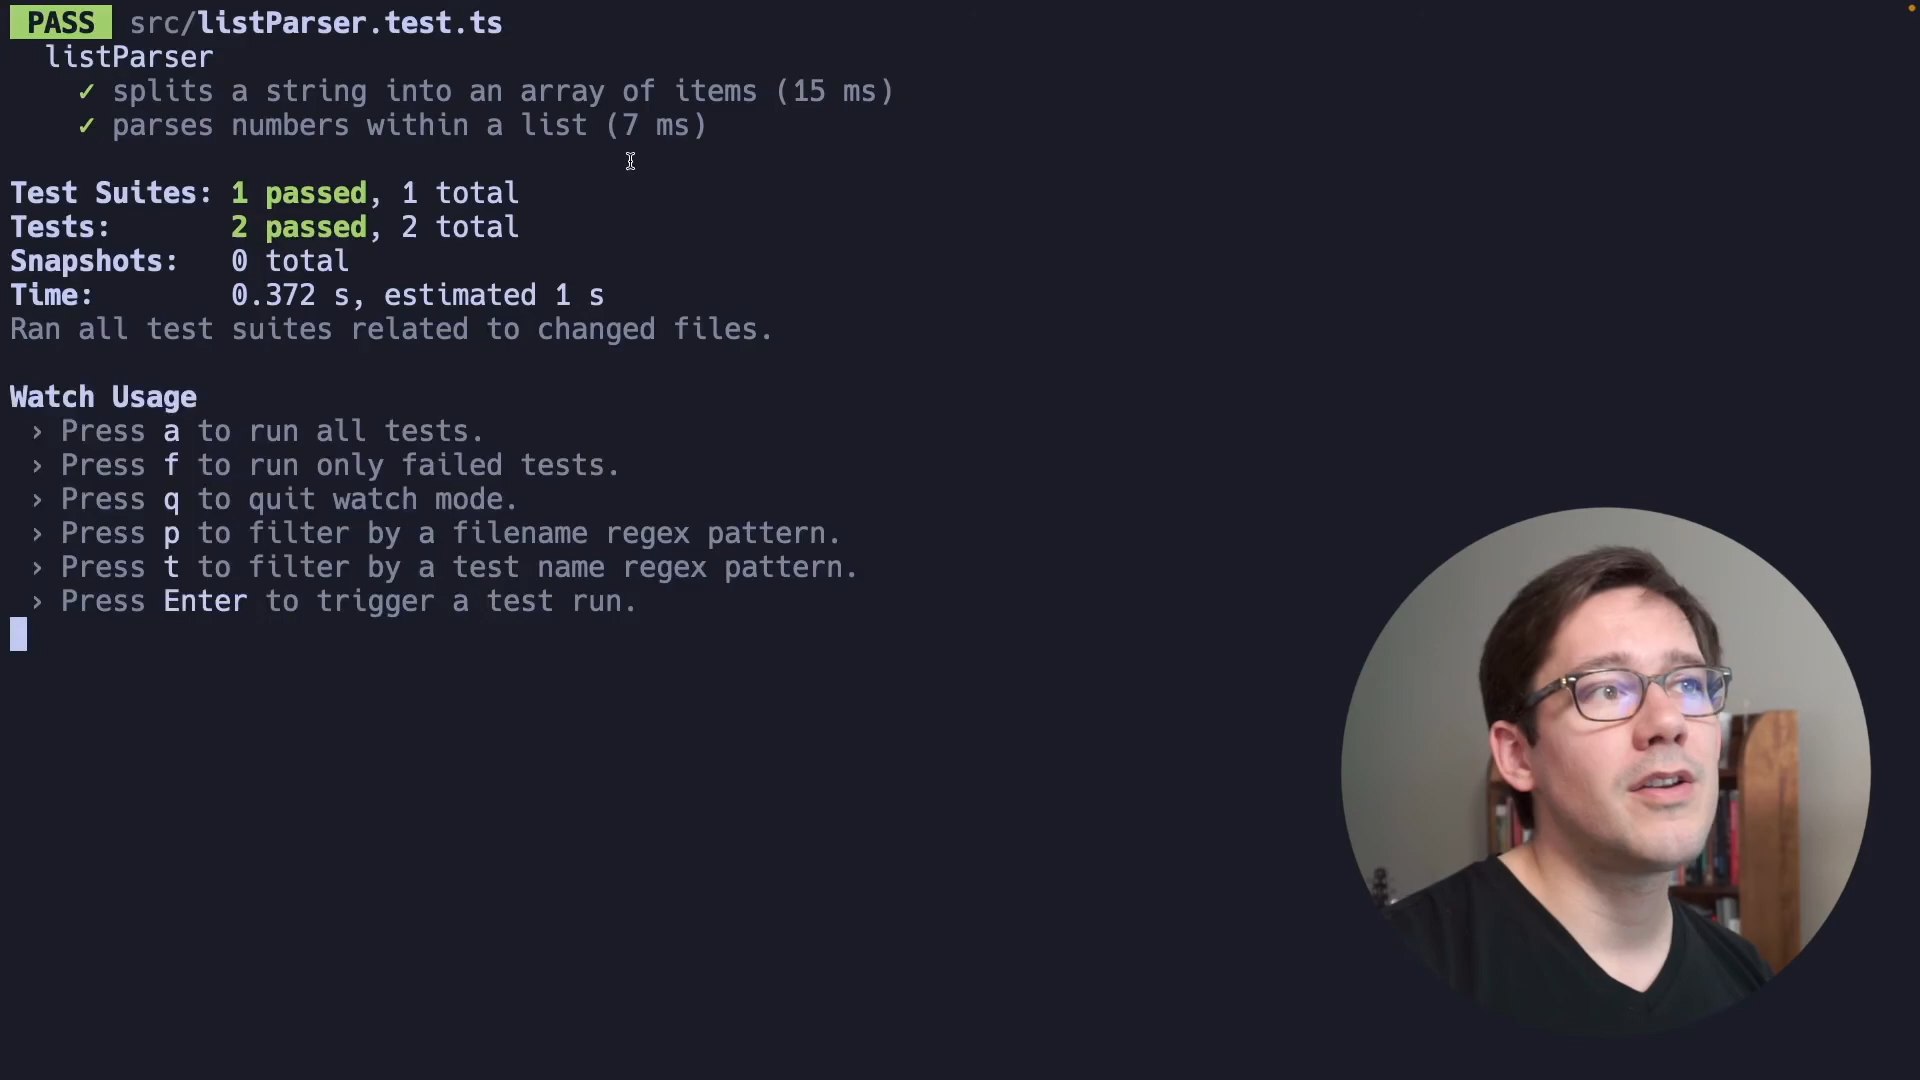 PASS src/listParser.test.ts
listParser
✓ splits a string into an array of items (15 ms)
✓ parses numbers within a list (7 ms)
Test Suites: 1 passed, 1 total
Tests: 2 passed, 2 total
Snapshots: 0 total
Time: 0.372 s, estimated 1 s
Ran all test suites related to changed files.
Watch Usage
› Press a to run all tests.
› Press f to run only failed tests.
› Press q to quit watch mode.
› Press p to filter by a filename regex pattern.
› Press t to filter by a test name regex pattern.
› Press Enter to trigger a test run.